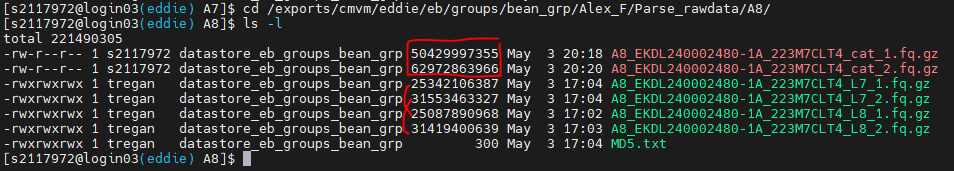 [s2117972@login03(eddie) A7]$ cd /exports/cmvm/eddie/eb/groups/bean_grp/Alex_F/Parse_rawdata/A8/
[s2117972@login03(eddie) A8]$ ls -l
total 221490305
-rw-r--r-- 1 s2117972 datastore_eb_groups_bean_grp 50429997355 May  3 20:18 A8_EKDL240002480-1A_223M7CLT4_cat_1.fq.gz
-rw-r--r-- 1 s2117972 datastore_eb_groups_bean_grp 62972863966 May  3 20:20 A8_EKDL240002480-1A_223M7CLT4_cat_2.fq.gz
-rwxrwxrwx 1 tregan   datastore_eb_groups_bean_grp 25342106387 May  3 17:04 A8_EKDL240002480-1A_223M7CLT4_L7_1.fq.gz
-rwxrwxrwx 1 tregan   datastore_eb_groups_bean_grp 31553463327 May  3 17:04 A8_EKDL240002480-1A_223M7CLT4_L7_2.fq.gz
-rwxrwxrwx 1 tregan   datastore_eb_groups_bean_grp 25087890968 May  3 17:02 A8_EKDL240002480-1A_223M7CLT4_L8_1.fq.gz
-rwxrwxrwx 1 tregan   datastore_eb_groups_bean_grp 31419400639 May  3 17:03 A8_EKDL240002480-1A_223M7CLT4_L8_2.fq.gz
-rwxrwxrwx 1 tregan   datastore_eb_groups_bean_grp         300 May  3 17:04 MD5.txt
[s2117972@login03(eddie) A8]$